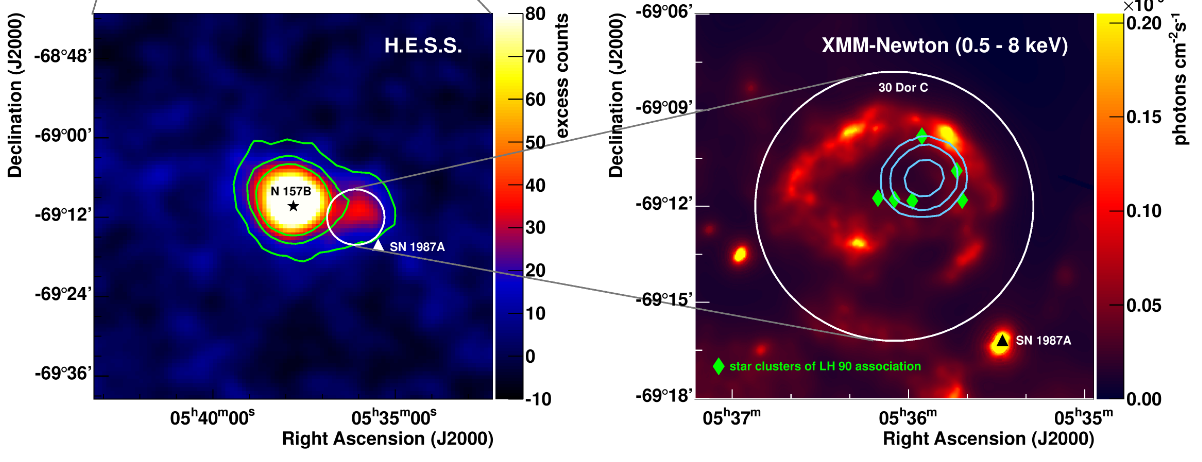 H.E.S.S.
N 157B
SN 1987A
-68°48'
-69°00'
-69°12'
-69°24'
-69°36'
Declination (J2000)
05h40m00s
05h35m00s
Right Ascension (J2000)
80
70
60
50
40
30
20
10
0
-10
excess counts
XMM-Newton (0.5 - 8 keV)
30 Dor C
SN 1987A
star clusters of LH 90 association
-69°06'
-69°09'
-69°12'
-69°15'
-69°18'
Declination (J2000)
05h37m
05h36m
05h35m
Right Ascension (J2000)
0.20
0.15
0.10
0.05
0.00
photons cm-2s-1